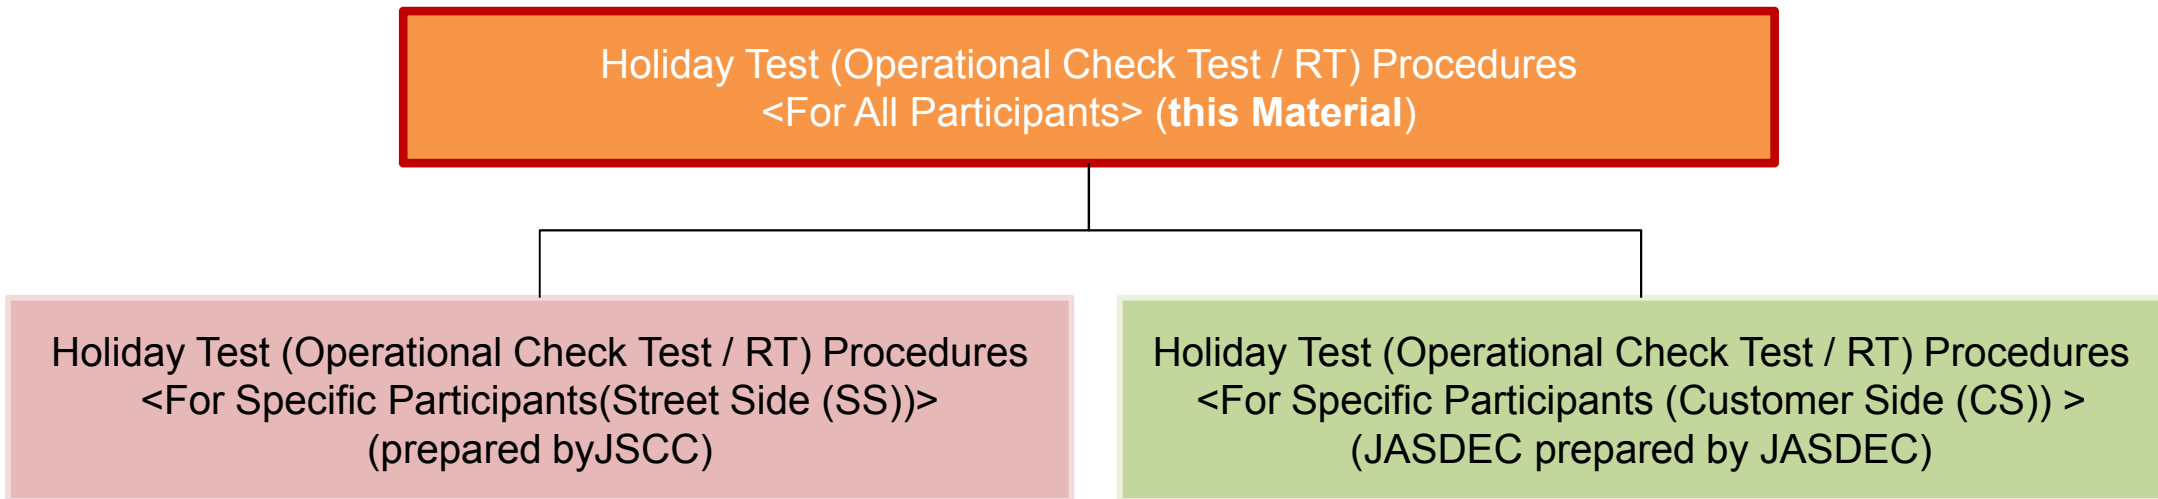 Holiday Test (Operational Check Test / RT) Procedures
<For All Participants> (this Material)
Holiday Test (Operational Check Test / RT) Procedures
<For Specific Participants(Street Side (SS))>
(prepared byJSCC)
Holiday Test (Operational Check Test / RT) Procedures
<For Specific Participants (Customer Side (CS)) >
(JASDEC prepared by JASDEC)